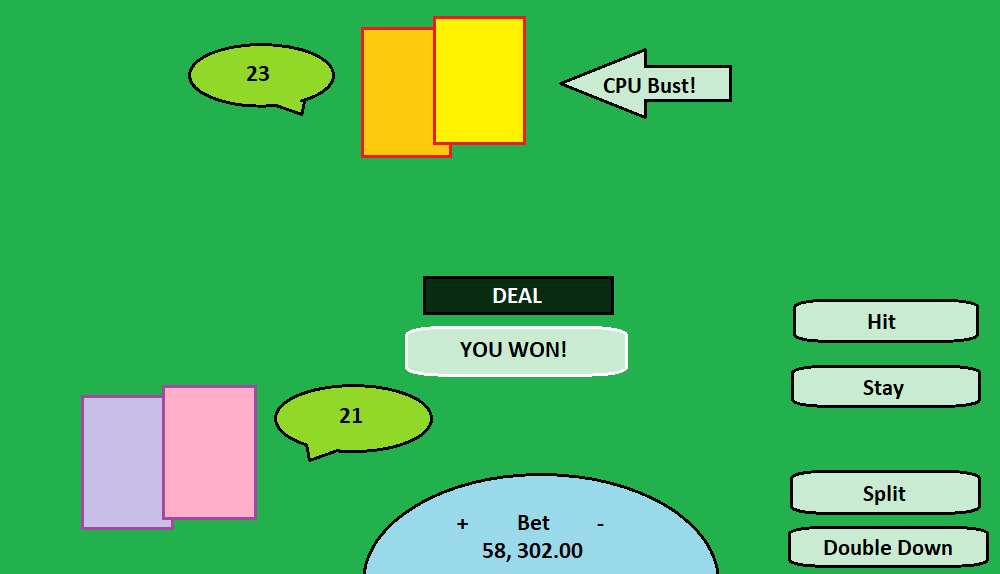 23
CPU Bust!
DEAL
Hit
YOU WON!
Stay
21
Split
+ Bet -
Double Down
58, 302.00